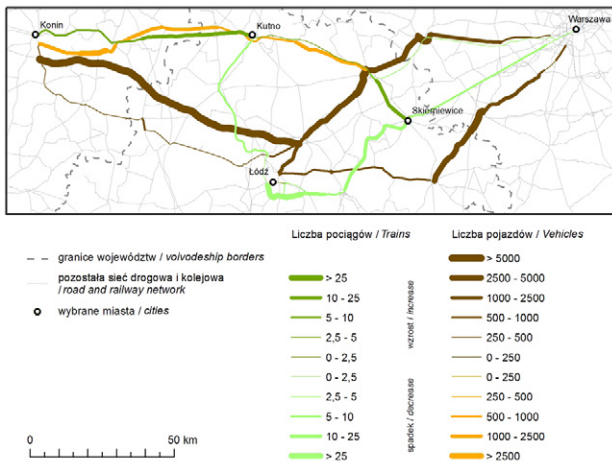 Konin
Kutno
Warszawa
Skierniewice
Łódź
granice województw / voivodeship borders
pozostała sieć drogowa i kolejowa
/ road and railway network
wybrane miasta / cities
0 50 km
Liczba pociągów / Trains
> 25
10 - 25
5 - 10
2,5 - 5
0 - 2,5
0 - 2,5
2,5 - 5
5 - 10
10 - 25
> 25
wzrost / increase
spadek / decrease
Liczba pojazdów / Vehicles
> 5000
2500 - 5000
1000 - 2500
500 - 1000
250 - 500
0 - 250
0 - 250
250 - 500
500 - 1000
1000 - 2500
> 2500